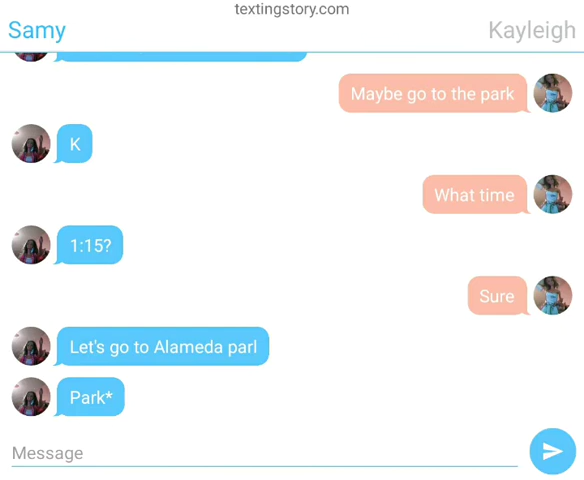 textingstory.com
Samy Kayleigh
Maybe go to the park
K
What time
1:15?
Sure
Let's go to Alameda parl
Park*
Message